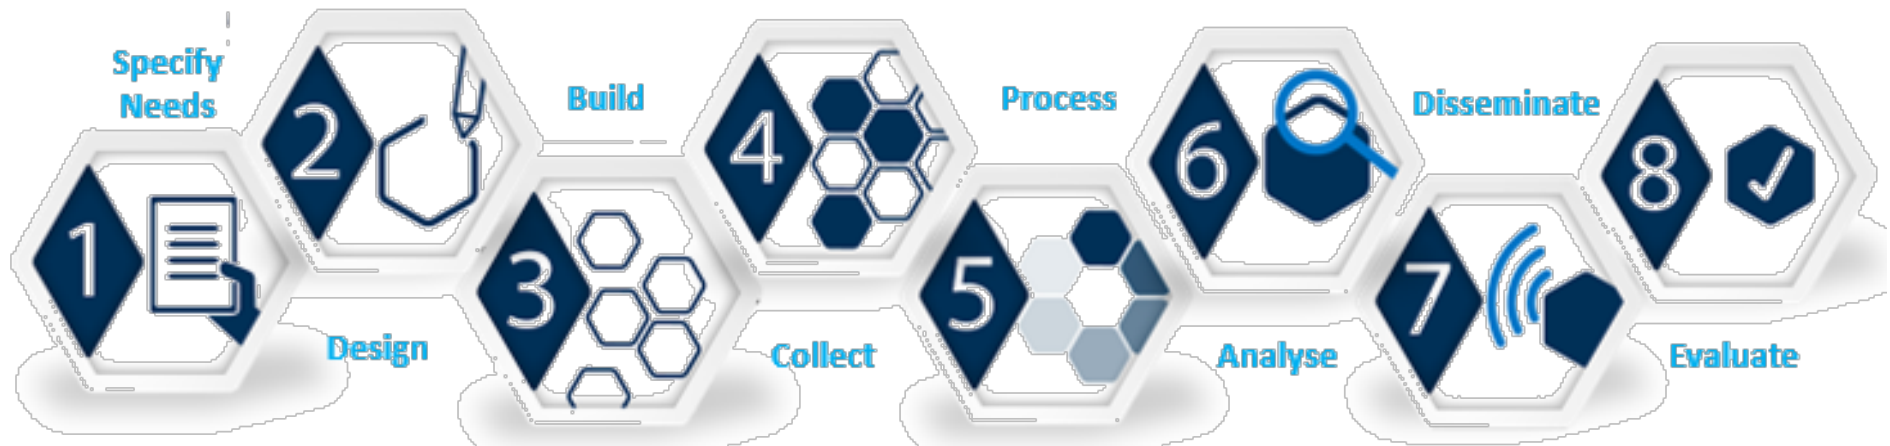 Specify
Needs
1
2
Design
Build
3
4
Collect
Process
5
6
Analyse
Disseminate
7
8
Evaluate